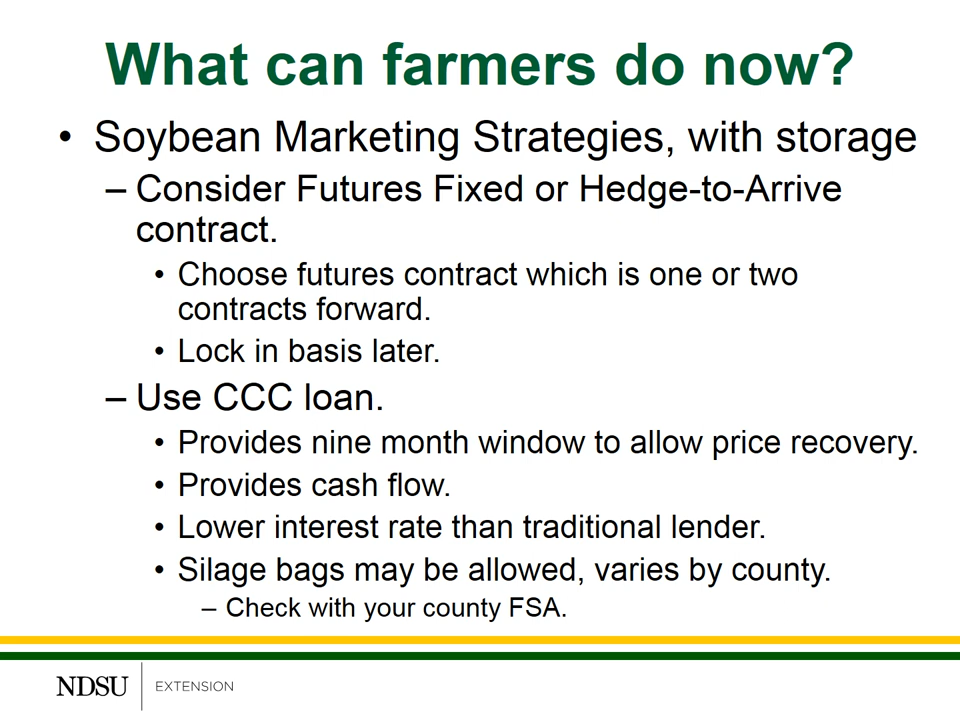 What can farmers do now?
• Soybean Marketing Strategies, with storage
– Consider Futures Fixed or Hedge-to-Arrive
contract.
• Choose futures contract which is one or two
contracts forward.
• Lock in basis later.
– Use CCC loan.
• Provides nine month window to allow price recovery.
• Provides cash flow.
• Lower interest rate than traditional lender.
• Silage bags may be allowed, varies by county.
– Check with your county FSA.
NDSU EXTENSION